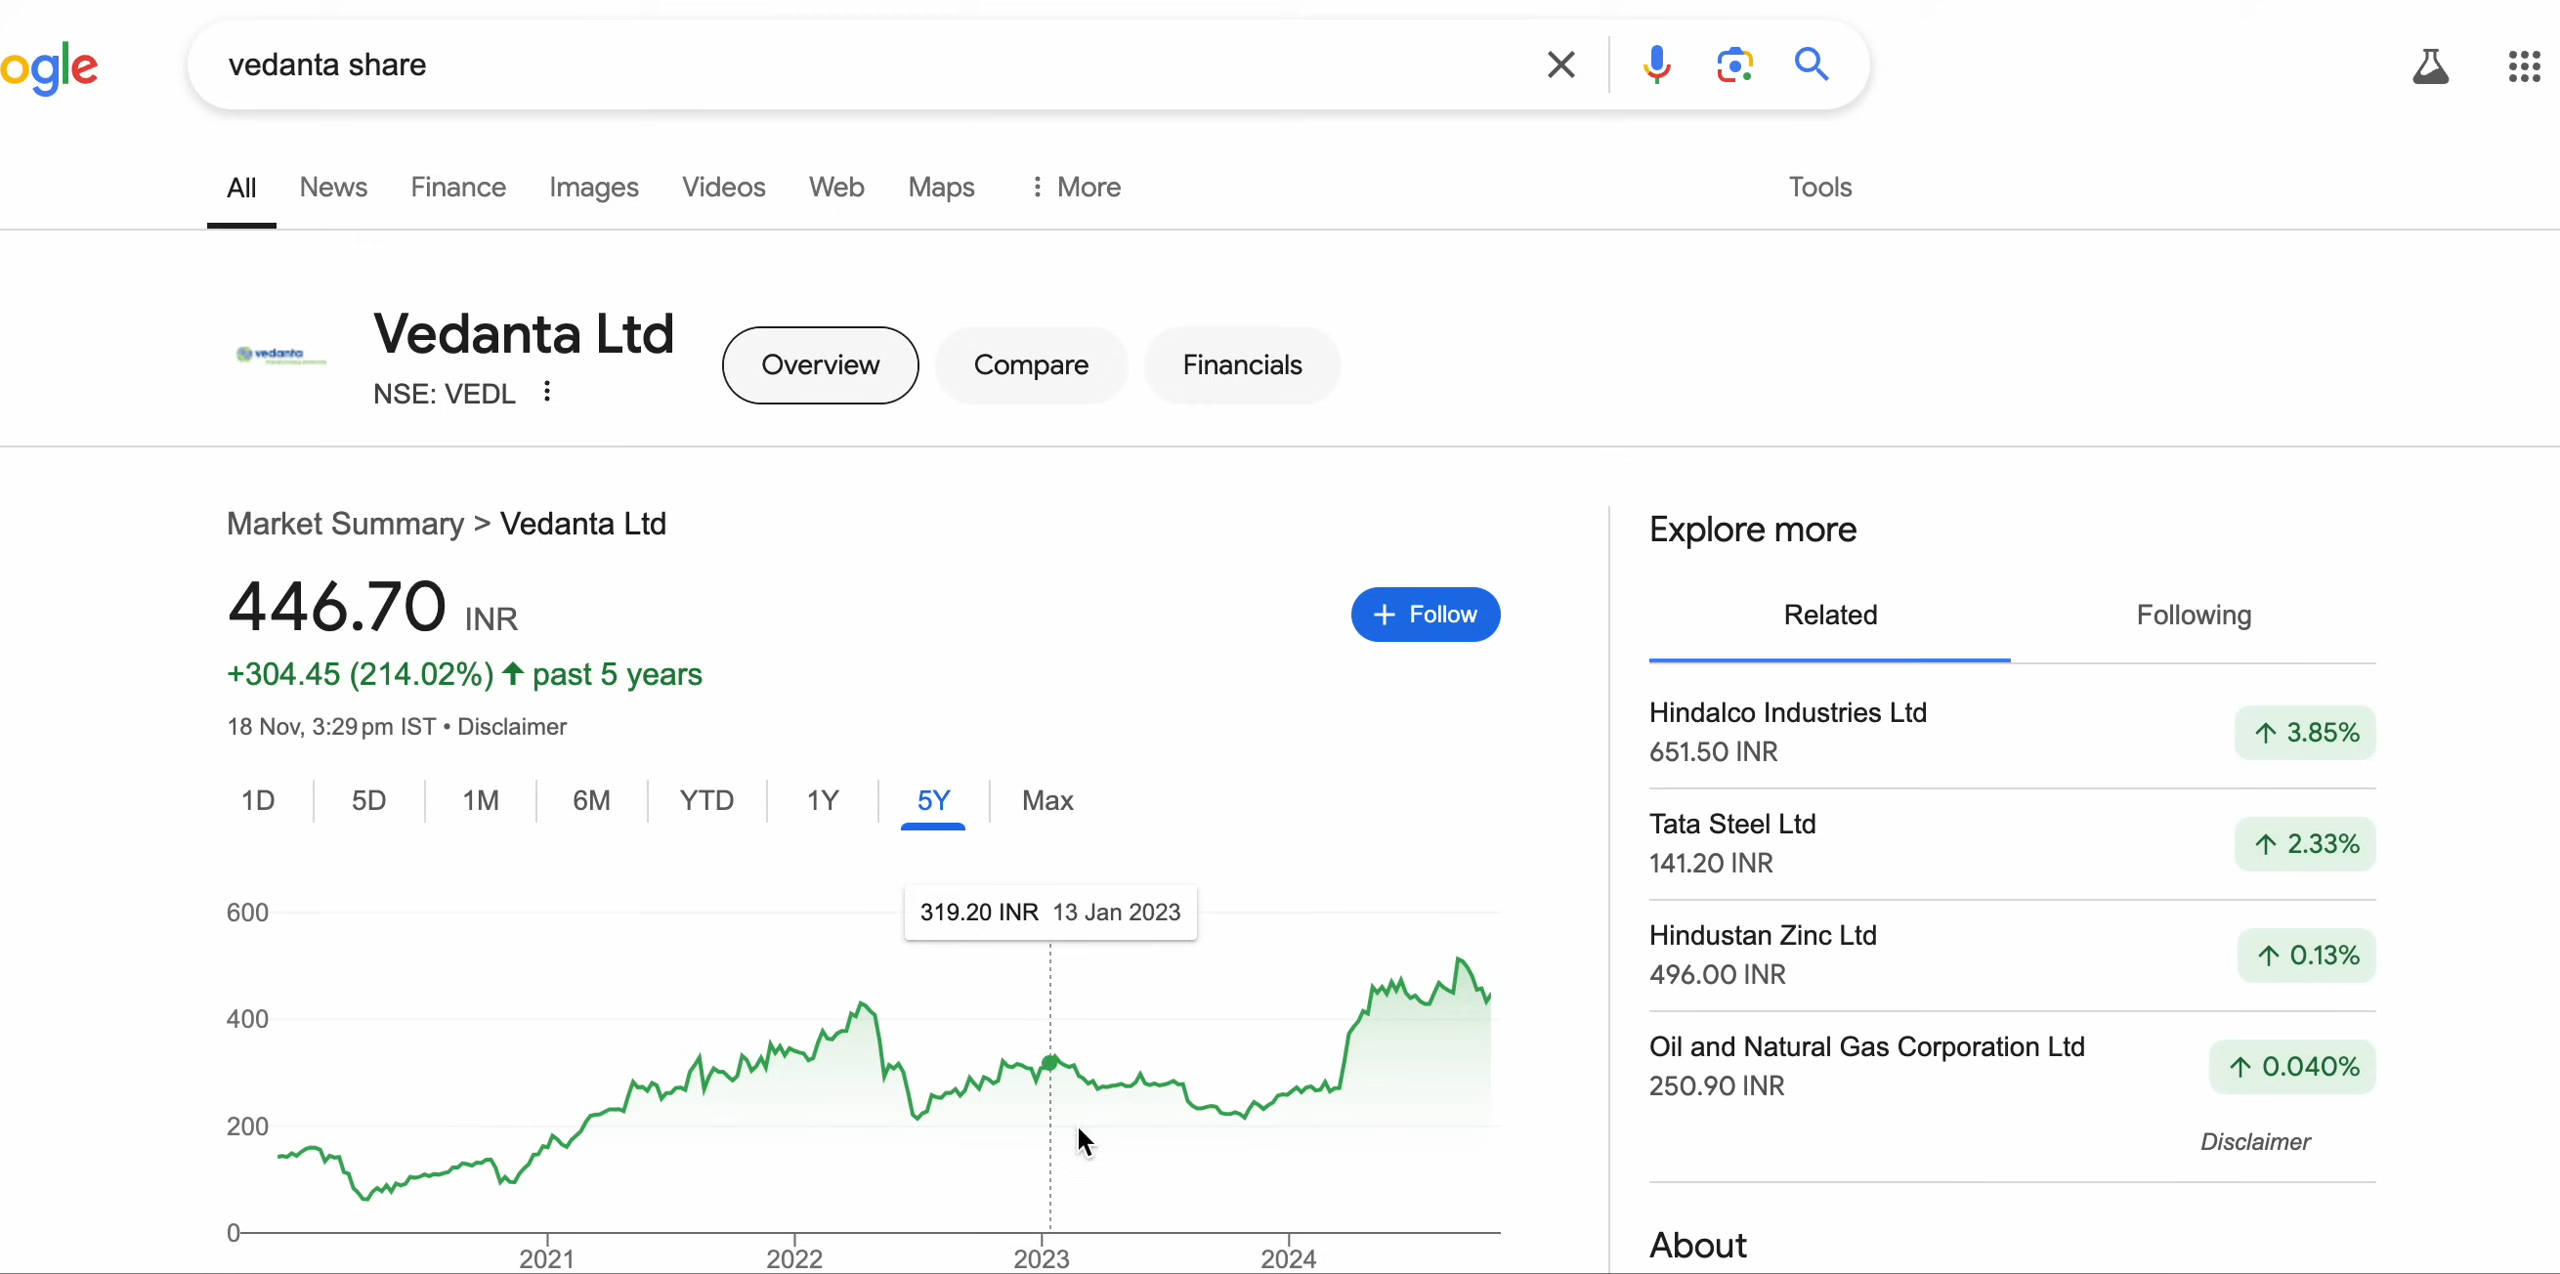 ogle
vedanta share
All News Finance Images Videos Web Maps More Tools
vedanta
Vedanta Ltd
NSE: VEDL
Overview Compare Financials
Market Summary > Vedanta Ltd
446.70 INR
+ Follow
+304.45 (214.02%) ↑ past 5 years
18 Nov, 3:29 pm IST • Disclaimer
1D 5D 1M 6M YTD 1Y 5Y Max
319.20 INR 13 Jan 2023
600
400
200
0
2021 2022 2023 2024
Explore more
Related Following
Hindalco Industries Ltd
651.50 INR
↑ 3.85%
Tata Steel Ltd
141.20 INR
↑ 2.33%
Hindustan Zinc Ltd
496.00 INR
↑ 0.13%
Oil and Natural Gas Corporation Ltd
250.90 INR
↑ 0.040%
Disclaimer
About